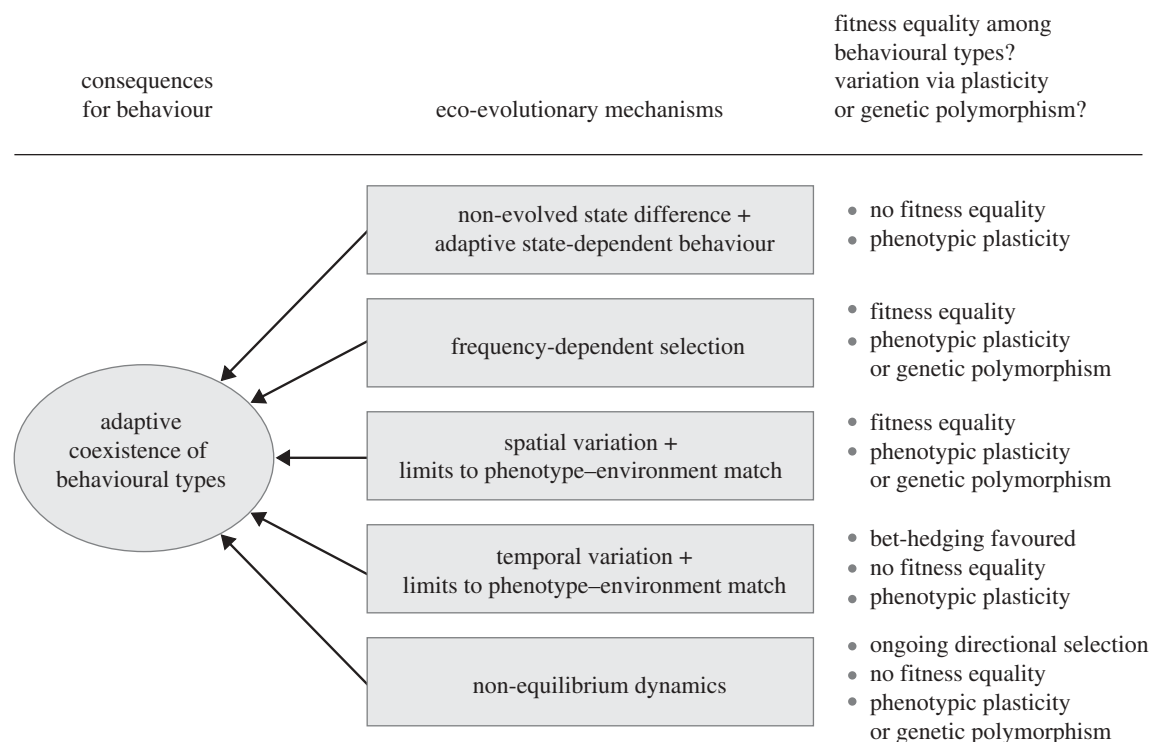 consequences
for behaviour
eco-evolutionary mechanisms
fitness equality among
behavioural types?
variation via plasticity
or genetic polymorphism?
adaptive
coexistence of
behavioural types
non-evolved state difference +
adaptive state-dependent behaviour
• no fitness equality
• phenotypic plasticity
frequency-dependent selection
• fitness equality
• phenotypic plasticity
or genetic polymorphism
spatial variation +
limits to phenotype–environment match
• fitness equality
• phenotypic plasticity
or genetic polymorphism
temporal variation +
limits to phenotype–environment match
• bet-hedging favoured
• no fitness equality
• phenotypic plasticity
non-equilibrium dynamics
• ongoing directional selection
• no fitness equality
• phenotypic plasticity
or genetic polymorphism